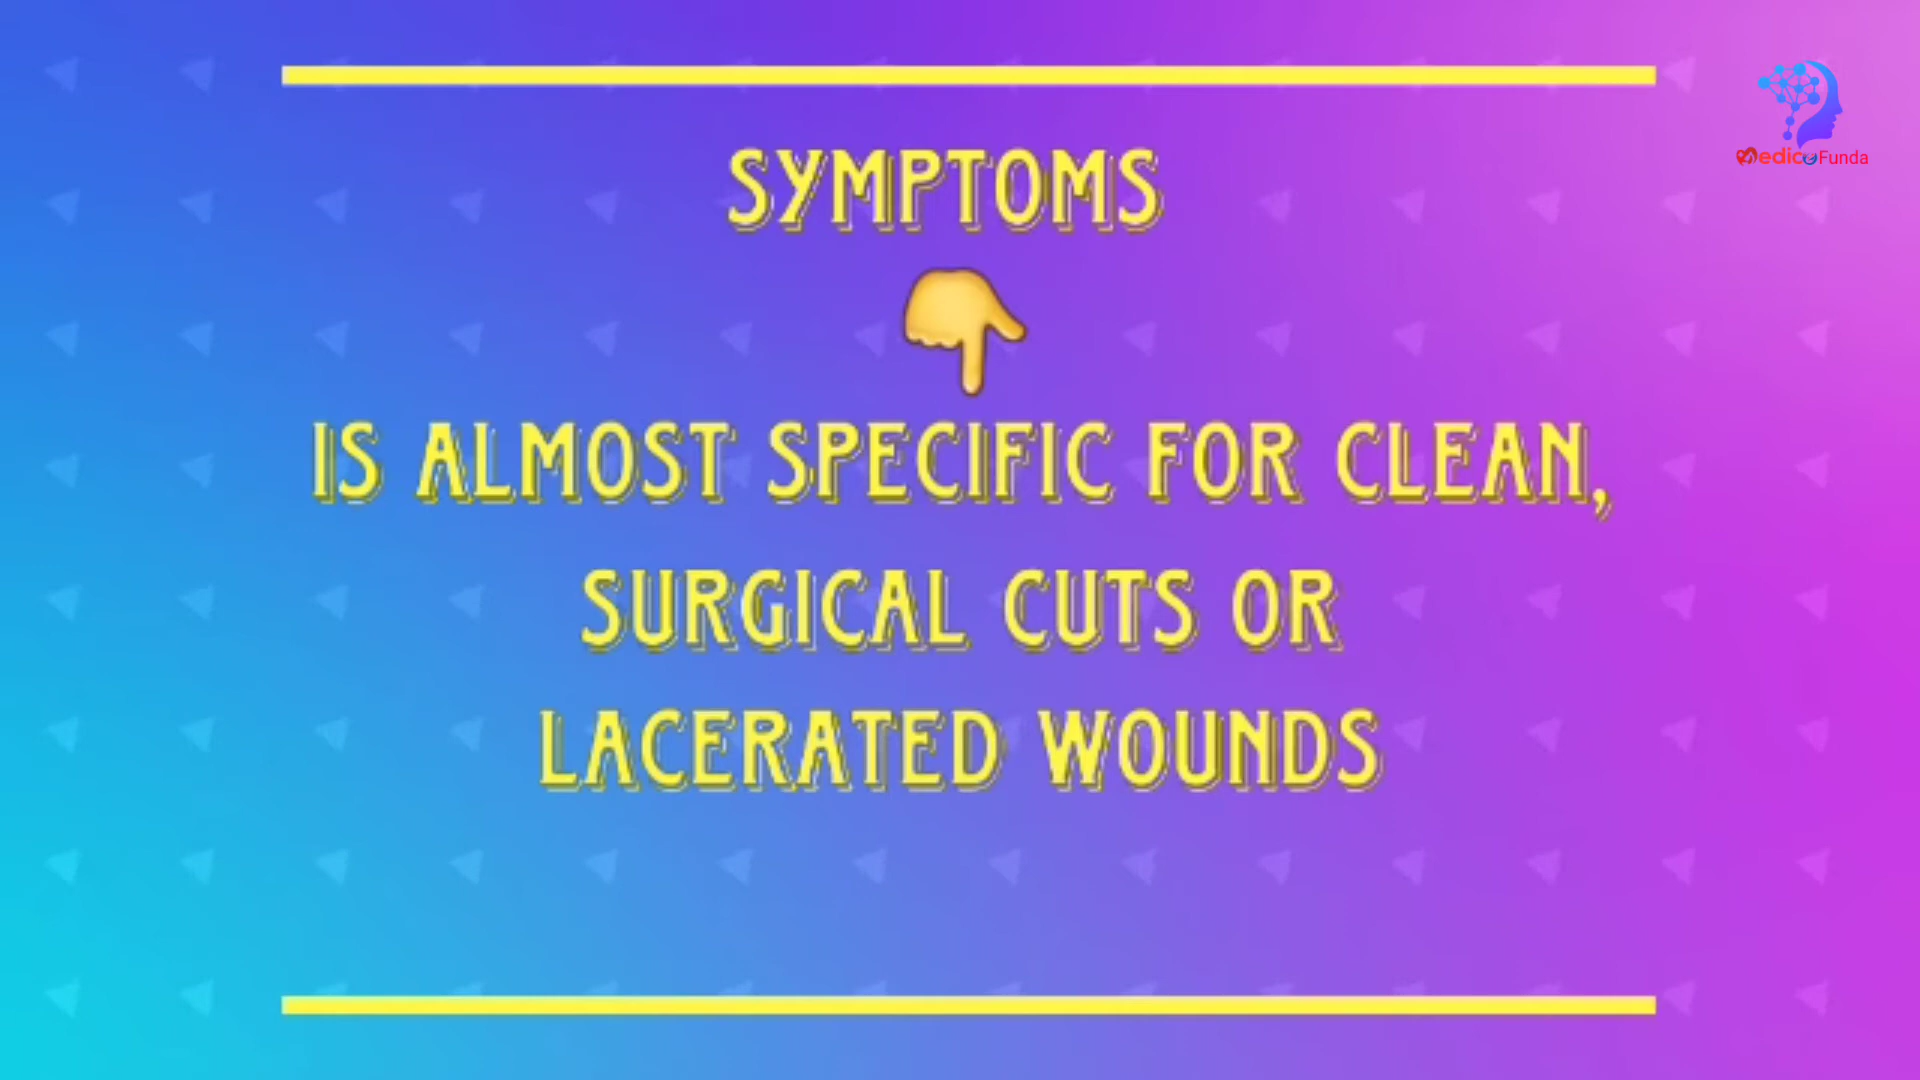 SYMPTOMS
IS ALMOST SPECIFIC FOR CLEAN,
SURGICAL CUTS OR
LACERATED WOUNDS
MedicoFunda